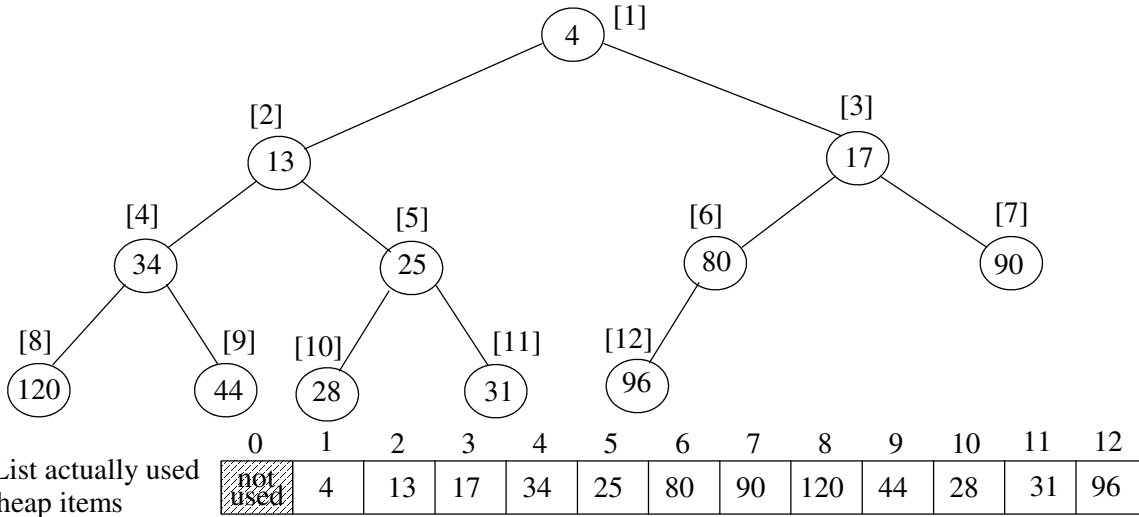 4 [1]
[2] [3]
13 17
[4] [5] [6] [7]
34 25 80 90
[8] [9] [10] [11] [12]
120 44 28 31 96
0 1 2 3 4 5 6 7 8 9 10 11 12
List actually used
heap items
not used 4 13 17 34 25 80 90 120 44 28 31 96